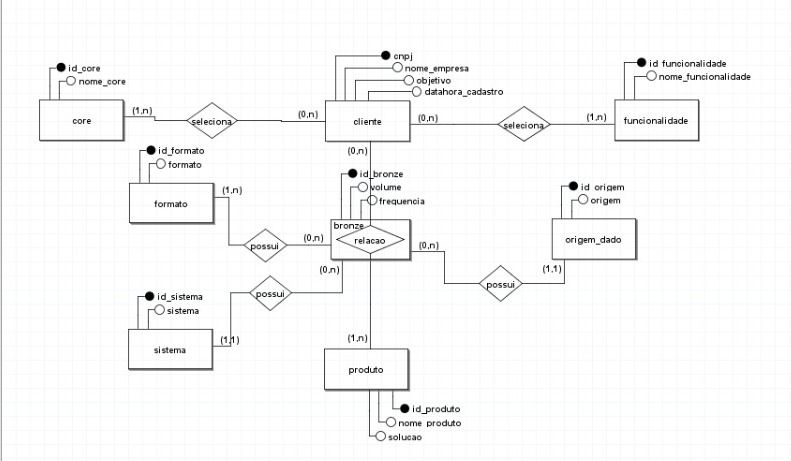 cnpj
id_core
nome_empresa
id_funcionalidade
nome_core
objetivo
nome_funcionalidade
datahora_cadastro
(1,n)
(0,n)
(0,n)
(1,n)
core
seleciona
cliente
seleciona
funcionalidade
id_formato
(0,n)
formato
id_bronze
(1,n)
volume
id_origem
formato
frequencia
origem
bronze
relacao
origem_dado
possui
(0,n)
(0,n)
(0,n)
(1,1)
possui
possui
id_sistema
sistema
(1,1)
(1,n)
sistema
produto
id_produto
nome_produto
solucao